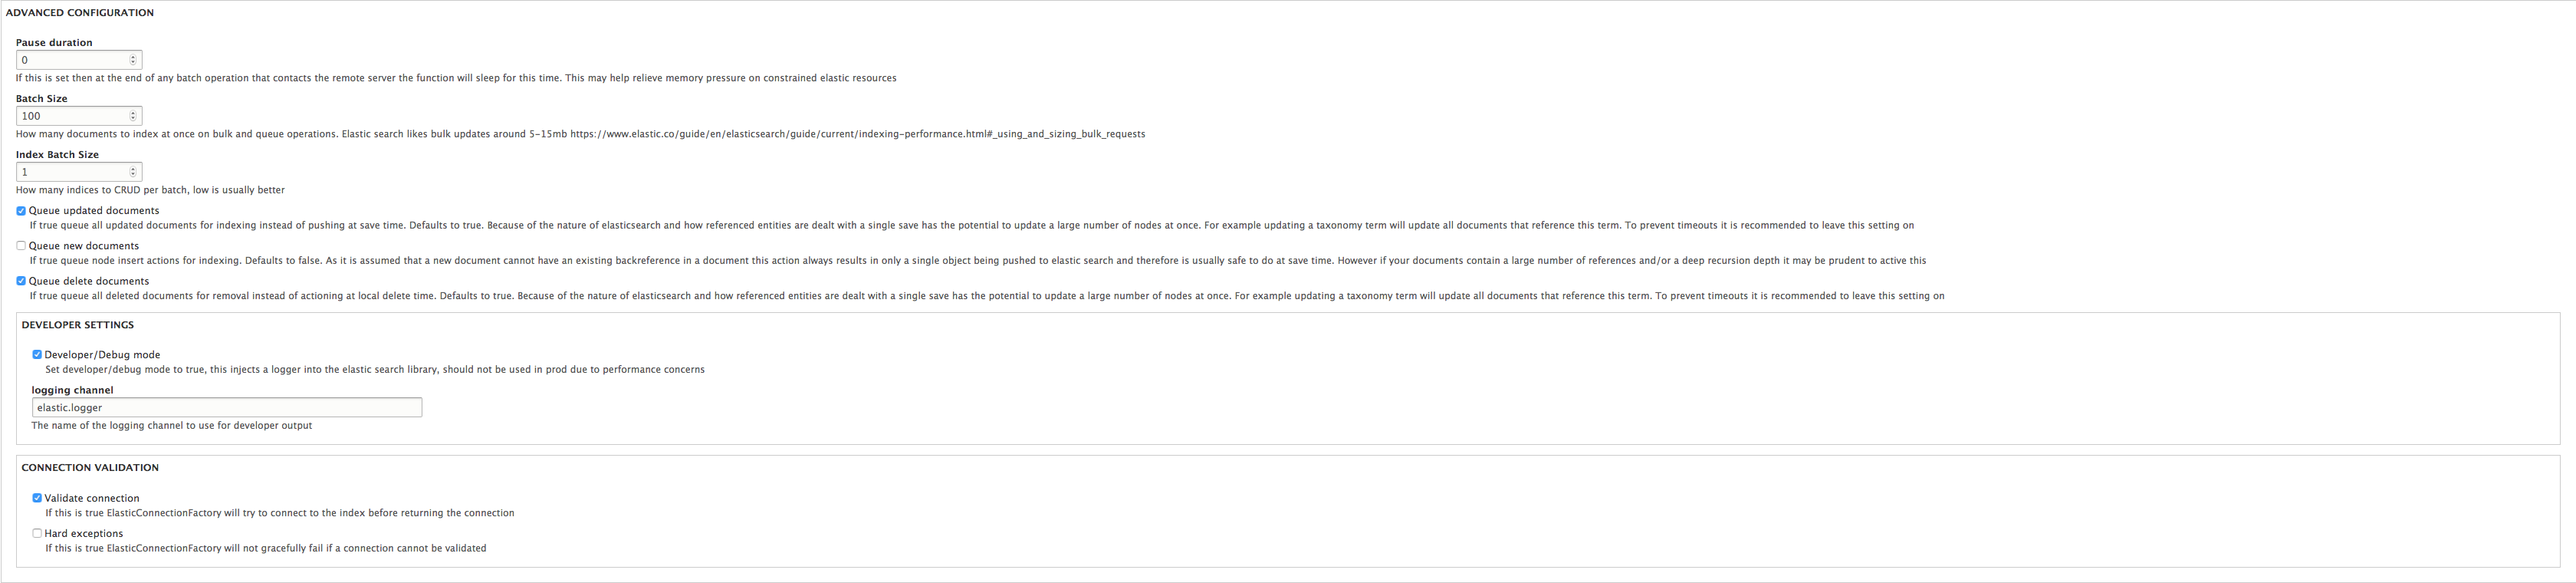 ADVANCED CONFIGURATION
Pause duration
0
If this is set then at the end of any batch operation that contacts the remote server the function will sleep for this time. This may help relieve memory pressure on constrained elastic resources
Batch Size
100
How many documents to index at once on bulk and queue operations. Elastic search likes bulk updates around 5-15mb https://www.elastic.co/guide/en/elasticsearch/guide/current/indexing-performance.html#_using_and_sizing_bulk_requests
Index Batch Size
1
How many indices to CRUD per batch, low is usually better
Queue updated documents
If true queue all updated documents for indexing instead of pushing at save time. Defaults to true. Because of the nature of elasticsearch and how referenced entities are dealt with a single save has the potential to update a large number of nodes at once. For example updating a taxonomy term will update all documents that reference this term. To prevent timeouts it is recommended to leave this setting on
Queue new documents
If true queue node insert actions for indexing. Defaults to false. As it is assumed that a new document cannot have an existing backreference in a document this action always results in only a single object being pushed to elastic search and therefore is usually safe to do at save time. However if your documents contain a large number of references and/or a deep recursion depth it may be prudent to active this
Queue delete documents
If true queue all deleted documents for removal instead of actioning at local delete time. Defaults to true. Because of the nature of elasticsearch and how referenced entities are dealt with a single save has the potential to update a large number of nodes at once. For example updating a taxonomy term will update all documents that reference this term. To prevent timeouts it is recommended to leave this setting on
DEVELOPER SETTINGS
Developer/Debug mode
Set developer/debug mode to true, this injects a logger into the elastic search library, should not be used in prod due to performance concerns
logging channel
elastic.logger
The name of the logging channel to use for developer output
CONNECTION VALIDATION
Validate connection
If this is true ElasticConnectionFactory will try to connect to the index before returning the connection
Hard exceptions
If this is true ElasticConnectionFactory will not gracefully fail if a connection cannot be validated